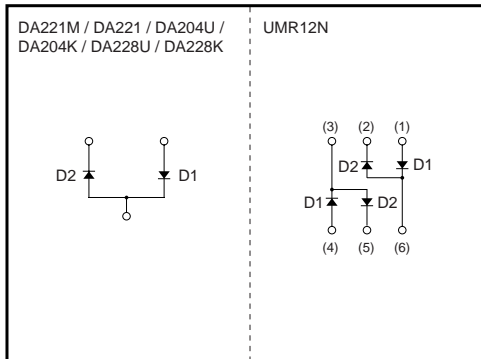 DA221M / DA221 / DA204U /
DA204K / DA228U / DA228K
D2
D1
UMR12N
(3)
(2)
(1)
D2
D1
D1
D2
(4)
(5)
(6)